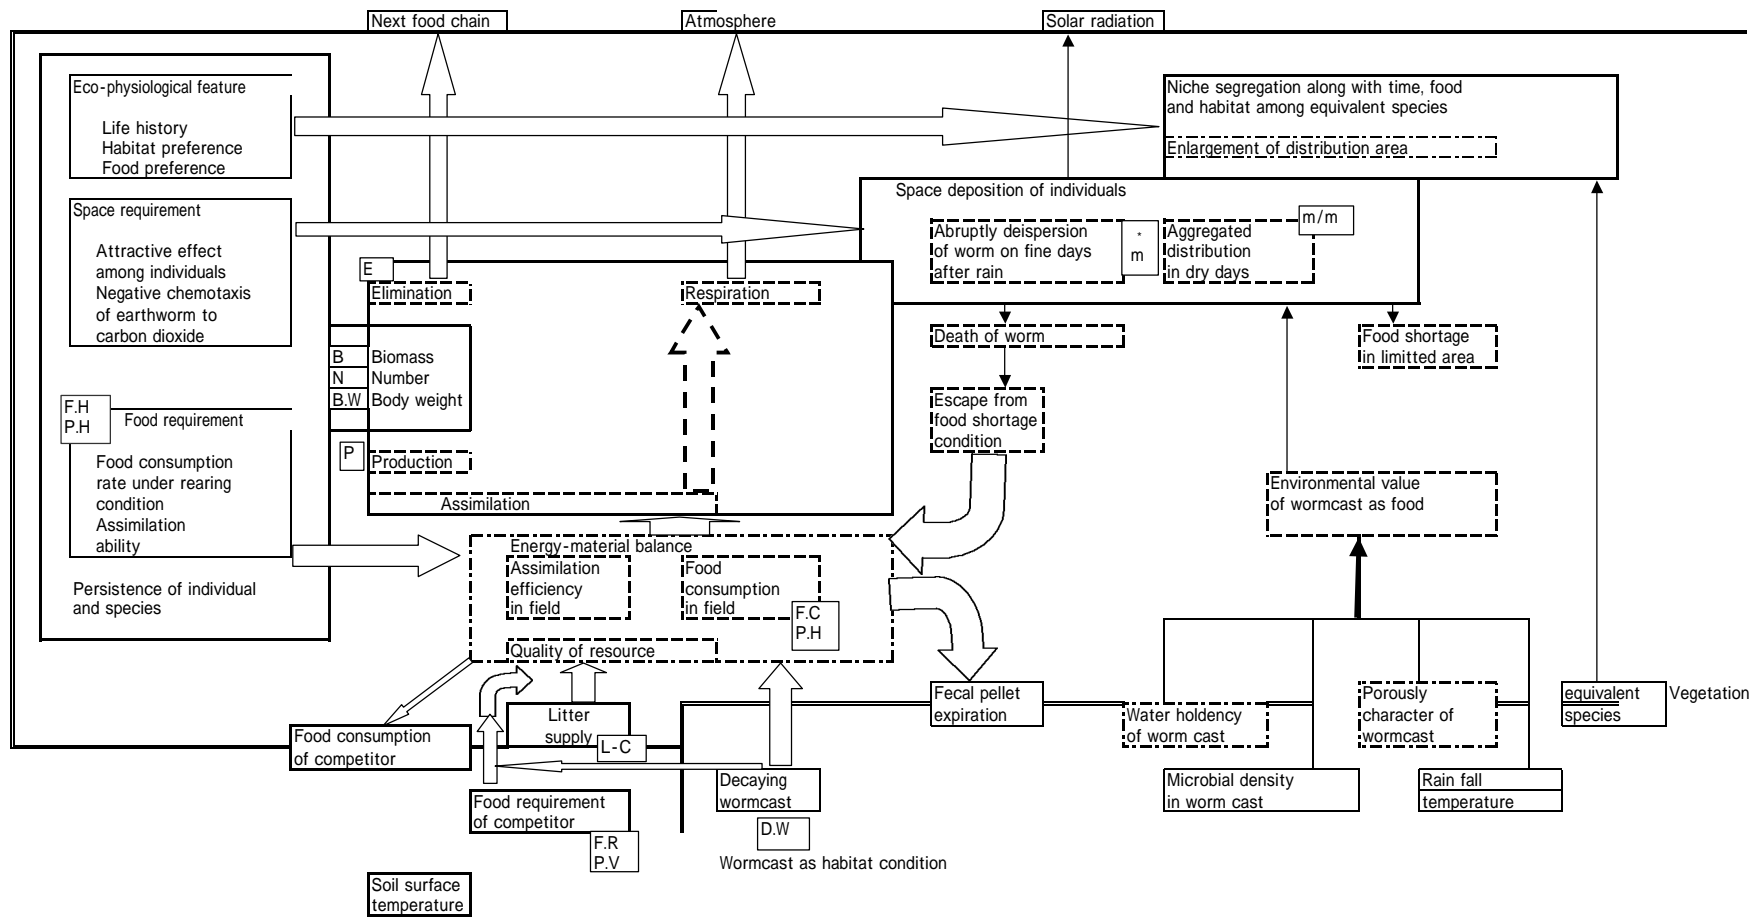 Next food chain
Atmosphere
Solar radiation
Eco-physiological feature
Life history
Habitat preference
Food preference
Niche segregation along with time, food
and habitat among equivalent species
Enlargement of distribution area
Space requirement
Attractive effect
among individuals
Negative chemotaxis
of earthworm to
carbon dioxide
Space deposition of individuals
Abruptly deispersion
of worm on fine days
after rain
*
m
Aggregated
distribution
in dry days
m/m
E
Elimination
Respiration
B
Biomass
N
Number
B.W
Body weight
P
Production
Assimilation
Death of worm
Food shortage
in limitted area
Escape from
food shortage
condition
F.H
P.H
Food requirement
Food consumption
rate under rearing
condition
Assimilation
ability
Persistence of individual
and species
Environmental value
of wormcast as food
Energy-material balance
Assimilation
efficiency
in field
Food
consumption
in field
F.C
P.H
Quality of resource
Fecal pellet
expiration
Water holdency
of worm cast
Porously
character of
wormcast
equivalent
species
Vegetation
Food consumption
of competitor
Litter
supply
L-C
Decaying
wormcast
Microbial density
in worm cast
Rain fall
temperature
Food requirement
of competitor
F.R
P.V
D.W
Wormcast as habitat condition
Soil surface
temperature